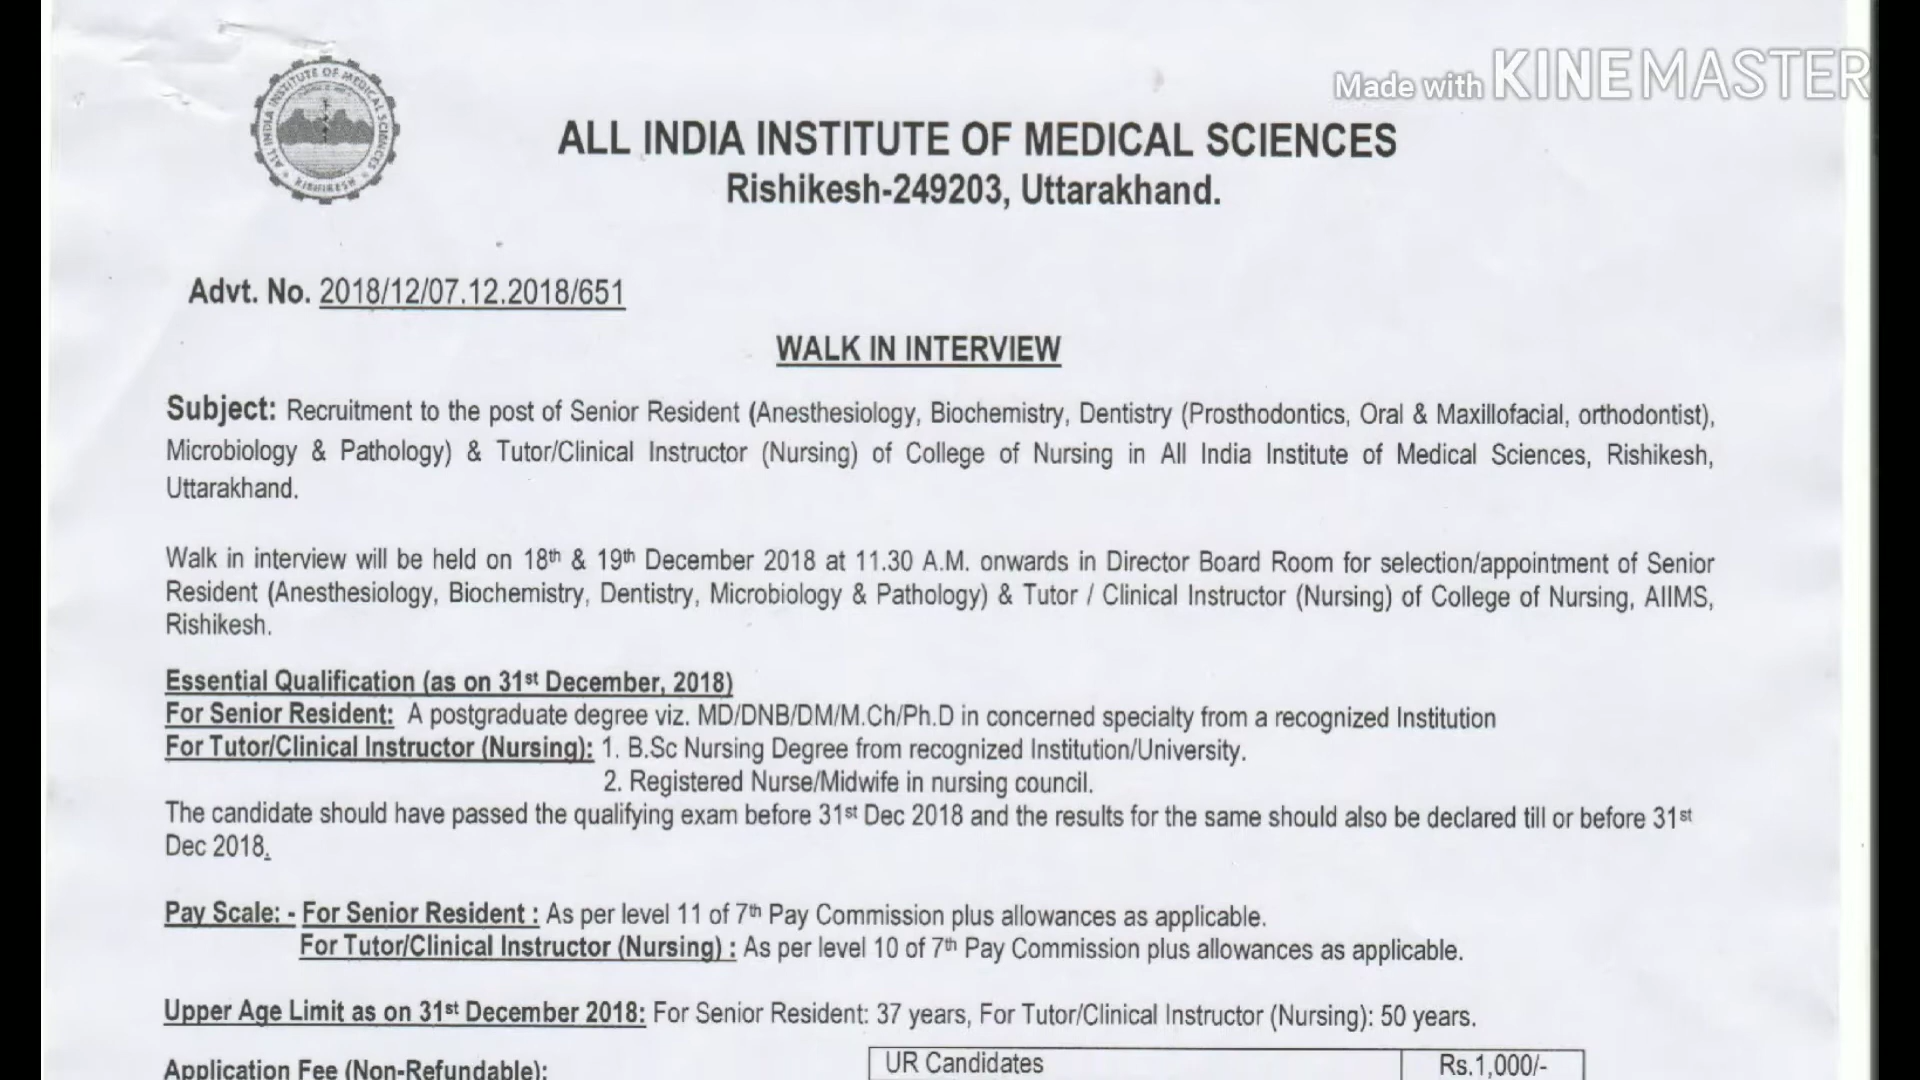 Made with KINEMASTER
ALL INDIA INSTITUTE OF MEDICAL SCIENCES
RISHIKESH
ALL INDIA INSTITUTE OF MEDICAL SCIENCES
Rishikesh-249203, Uttarakhand.
Advt. No. 2018/12/07.12.2018/651
WALK IN INTERVIEW
Subject: Recruitment to the post of Senior Resident (Anesthesiology, Biochemistry, Dentistry (Prosthodontics, Oral & Maxillofacial, orthodontist),
Microbiology & Pathology) & Tutor/Clinical Instructor (Nursing) of College of Nursing in All India Institute of Medical Sciences, Rishikesh,
Uttarakhand.
Walk in interview will be held on 18th & 19th December 2018 at 11.30 A.M. onwards in Director Board Room for selection/appointment of Senior
Resident (Anesthesiology, Biochemistry, Dentistry, Microbiology & Pathology) & Tutor / Clinical Instructor (Nursing) of College of Nursing, AIIMS,
Rishikesh.
Essential Qualification (as on 31st December, 2018)
For Senior Resident: A postgraduate degree viz. MD/DNB/DM/M.Ch/Ph.D in concerned specialty from a recognized Institution
For Tutor/Clinical Instructor (Nursing): 1. B.Sc Nursing Degree from recognized Institution/University.
2. Registered Nurse/Midwife in nursing council.
The candidate should have passed the qualifying exam before 31st Dec 2018 and the results for the same should also be declared till or before 31st
Dec 2018.
Pay Scale: - For Senior Resident : As per level 11 of 7th Pay Commission plus allowances as applicable.
For Tutor/Clinical Instructor (Nursing) : As per level 10 of 7th Pay Commission plus allowances as applicable.
Upper Age Limit as on 31st December 2018: For Senior Resident: 37 years, For Tutor/Clinical Instructor (Nursing): 50 years.
Application Fee (Non-Refundable):
UR Candidates Rs.1,000/-